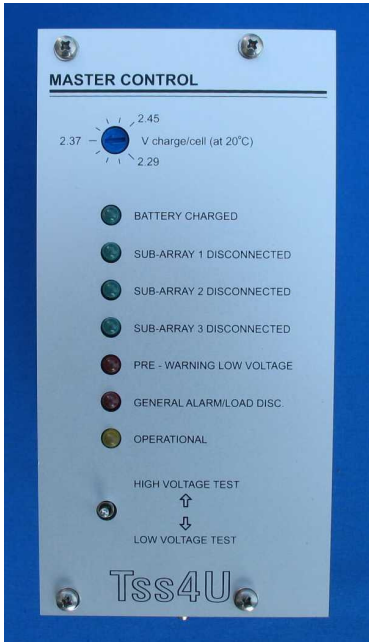 MASTER CONTROL
2.45
2.37 V charge/cell (at 20°C)
2.29
BATTERY CHARGED
SUB-ARRAY 1 DISCONNECTED
SUB-ARRAY 2 DISCONNECTED
SUB-ARRAY 3 DISCONNECTED
PRE - WARNING LOW VOLTAGE
GENERAL ALARM/LOAD DISC.
OPERATIONAL
HIGH VOLTAGE TEST
LOW VOLTAGE TEST
Tss4U